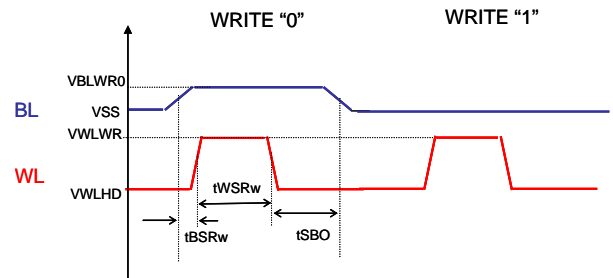 WRITE “0” WRITE “1”
VBLWR0
BL
VSS
VWLWR
WL
VWLHD
tWSRw
tBSRw
tSBO